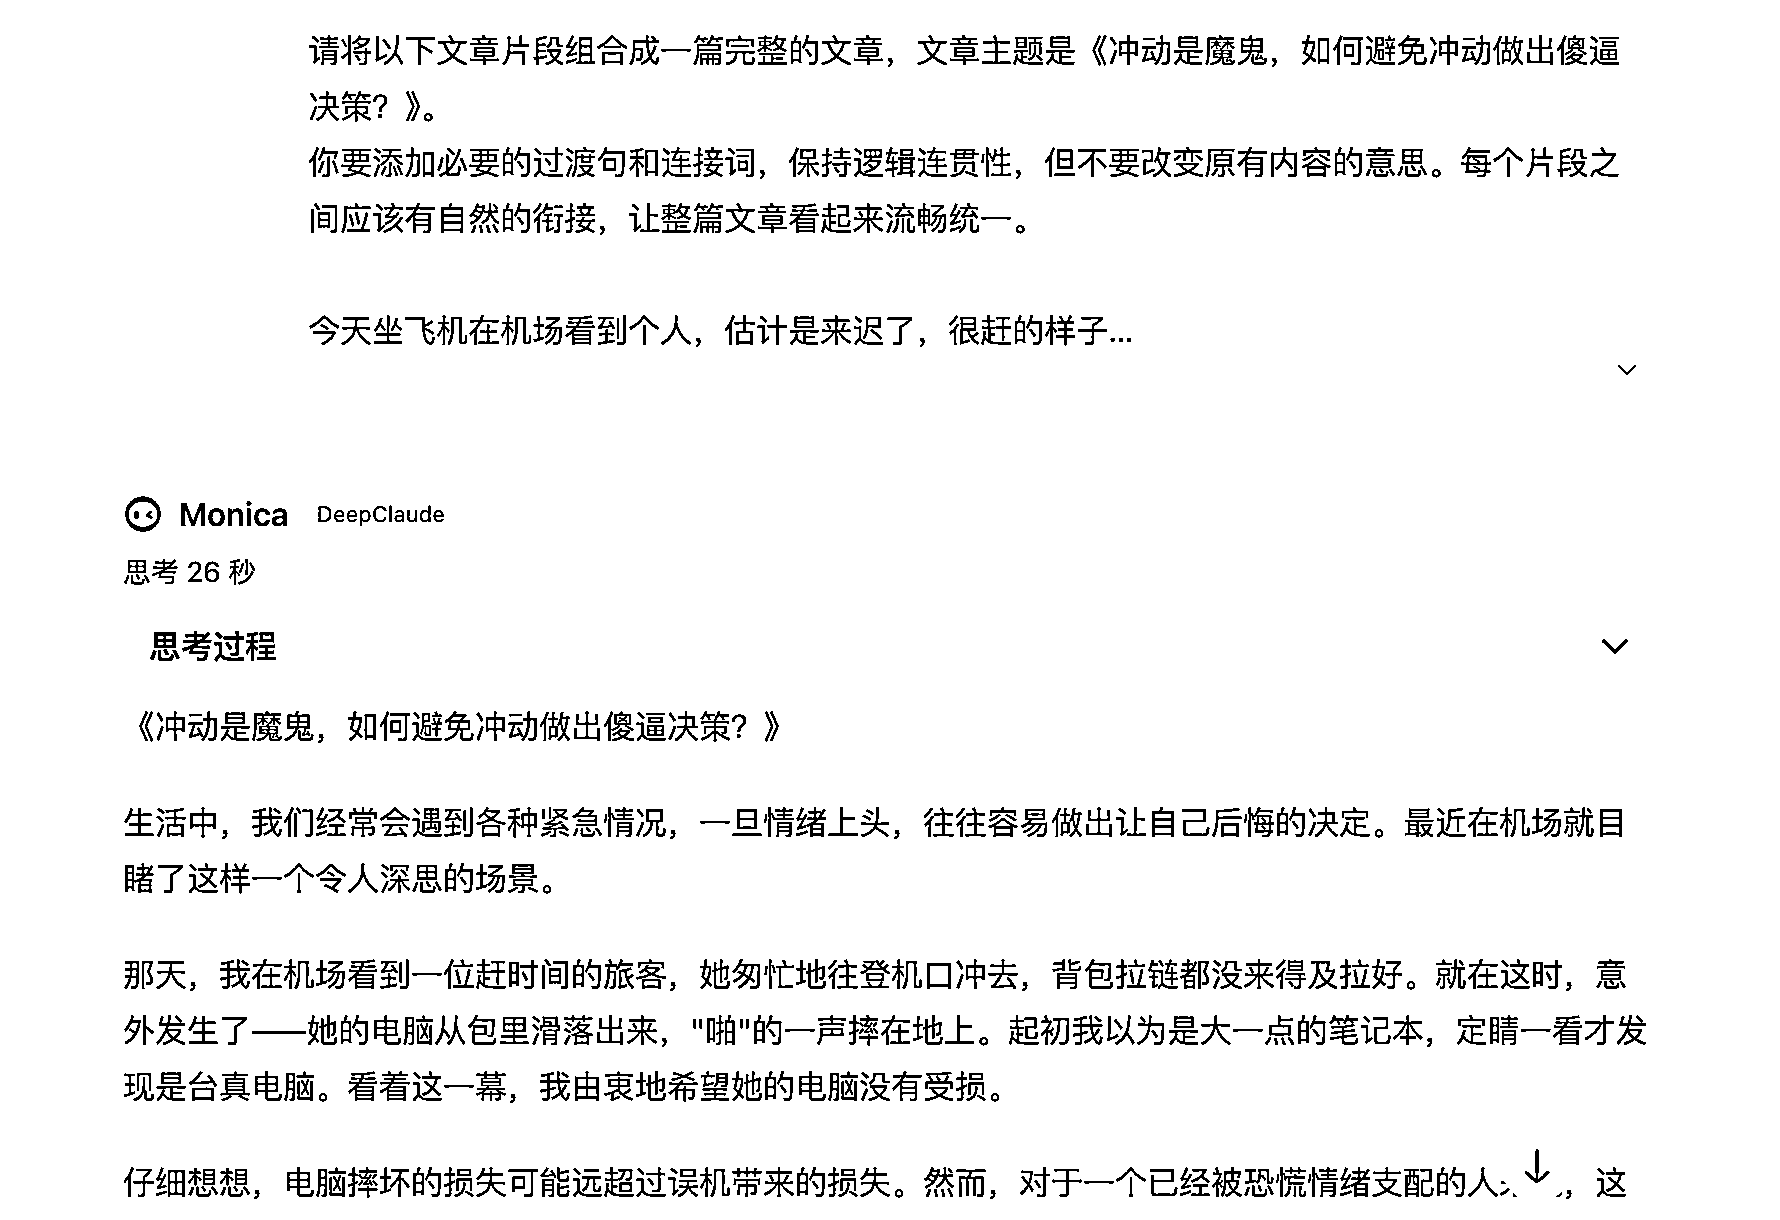 请将以下文章片段组合成一篇完整的文章，文章主题是《冲动是魔鬼，如何避免冲动做出傻逼
决策？》。
你要添加必要的过渡句和连接词，保持逻辑连贯性，但不要改变原有内容的意思。每个片段之
间应该有自然的衔接，让整篇文章看起来流畅统一。
今天坐飞机在机场看到个人，估计是来迟了，很赶的样子...
Monica DeepClaude
思考 26 秒
思考过程
《冲动是魔鬼，如何避免冲动做出傻逼决策？》
生活中，我们经常会遇到各种紧急情况，一旦情绪上头，往往容易做出让自己后悔的决定。最近在机场就目
睹了这样一个令人深思的场景。
那天，我在机场看到一位赶时间的旅客，她匆忙地往登机口冲去，背包拉链都没来得及拉好。就在这时，意
外发生了——她的电脑从包里滑落出来，"啪"的一声摔在地上。起初我以为是大一点的笔记本，定睛一看才发
现是台真电脑。看着这一幕，我由衷地希望她的电脑没有受损。
仔细想想，电脑摔坏的损失可能远超过误机带来的损失。然而，对于一个已经被恐慌情绪支配的人，这